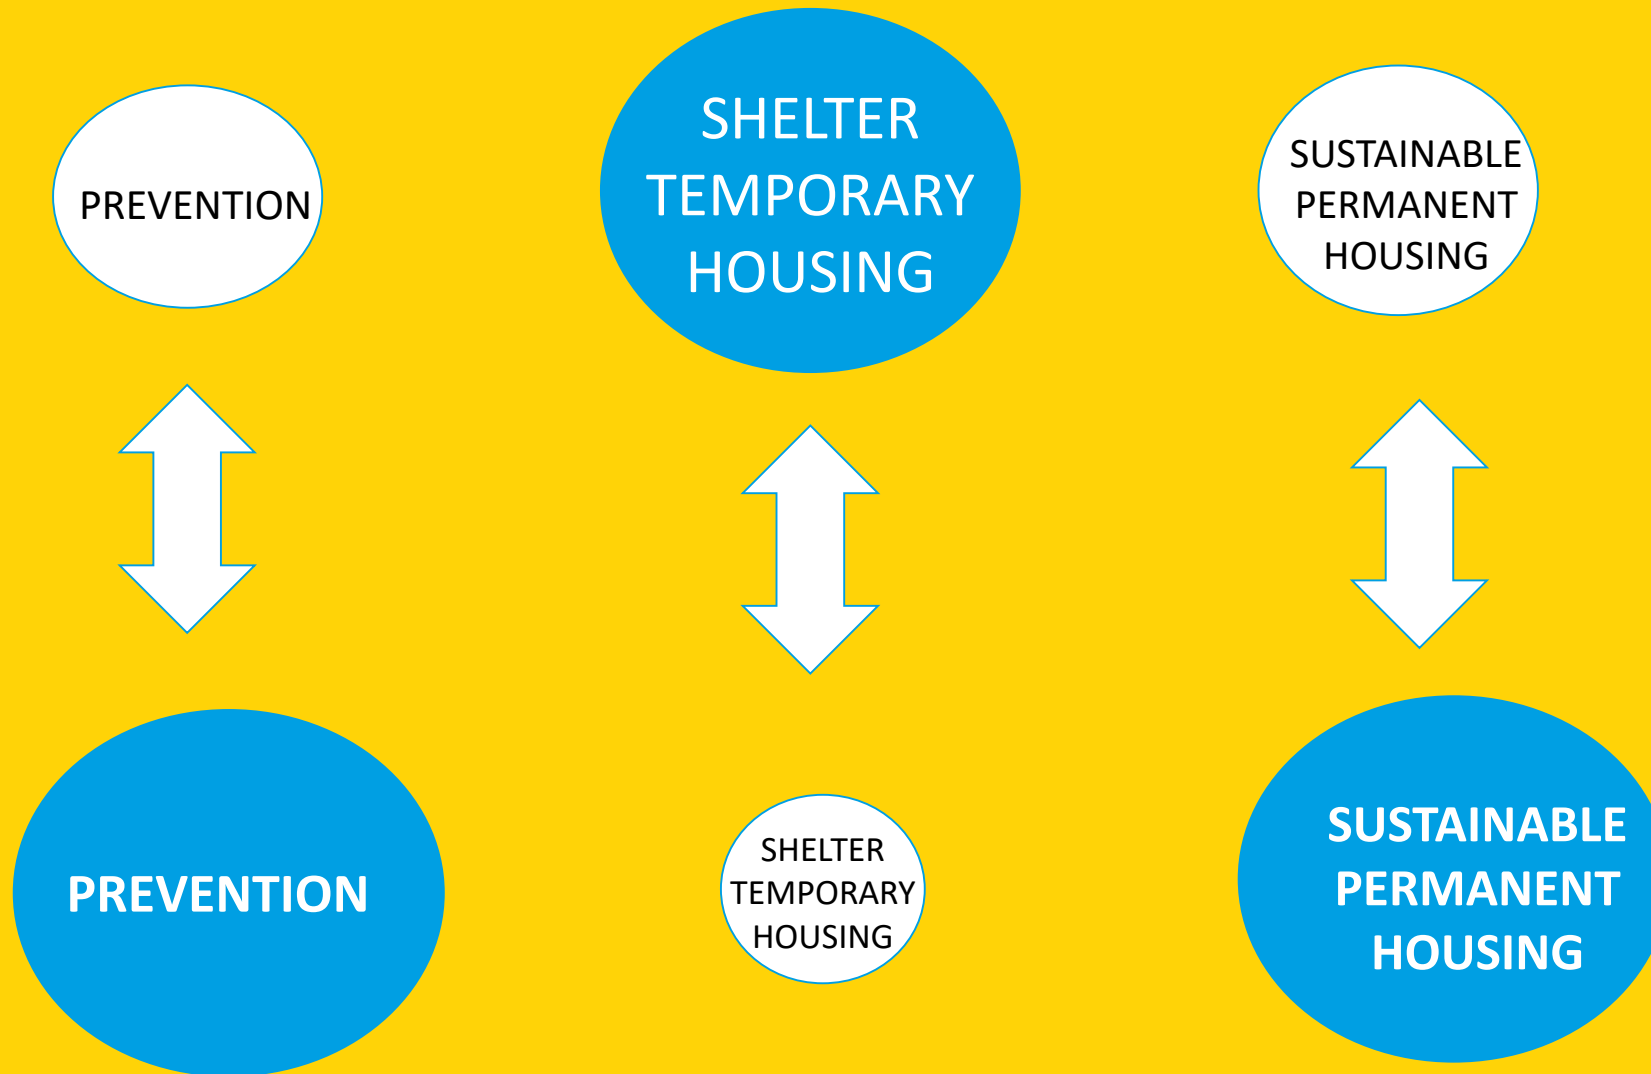 PREVENTION
SHELTER
TEMPORARY
HOUSING
SUSTAINABLE
PERMANENT
HOUSING
PREVENTION
SHELTER
TEMPORARY
HOUSING
SUSTAINABLE
PERMANENT
HOUSING